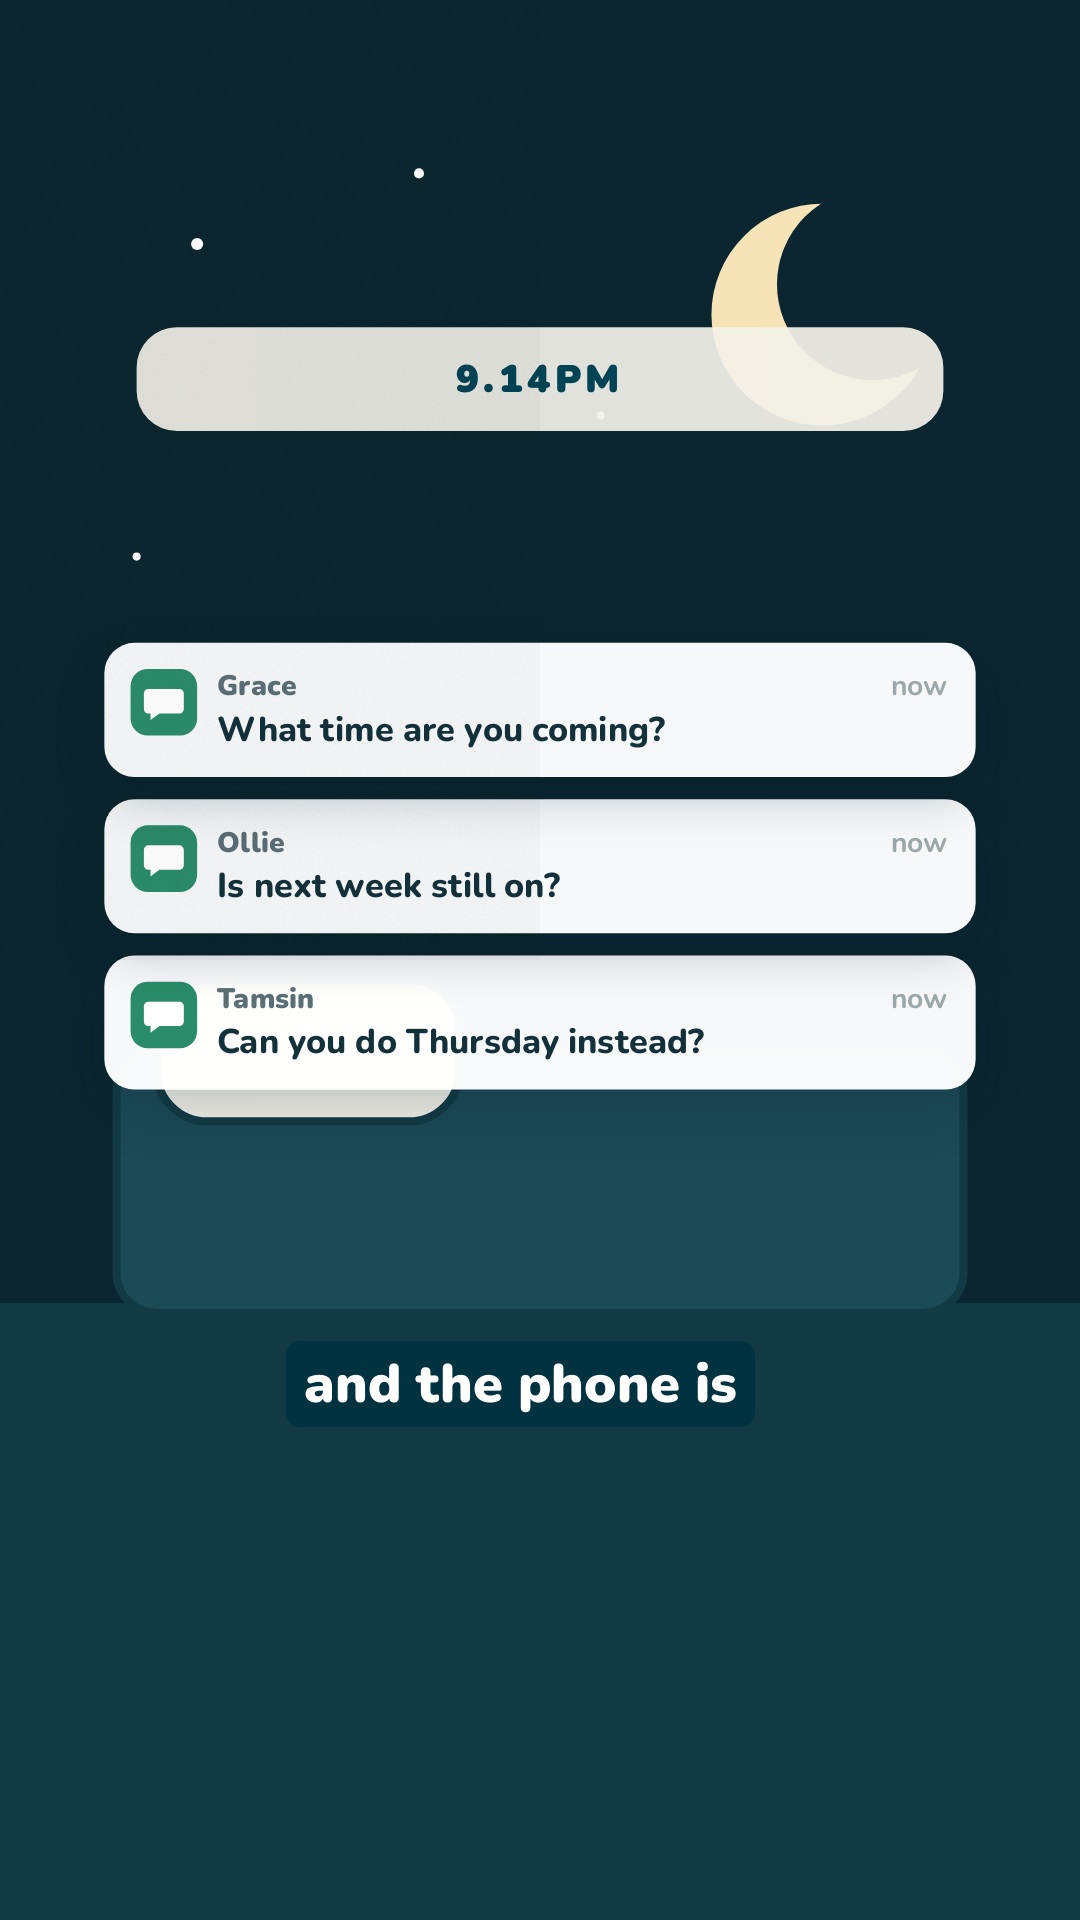 9.14PM
Grace
now
What time are you coming?
Ollie
now
Is next week still on?
Tamsin
now
Can you do Thursday instead?
and the phone is